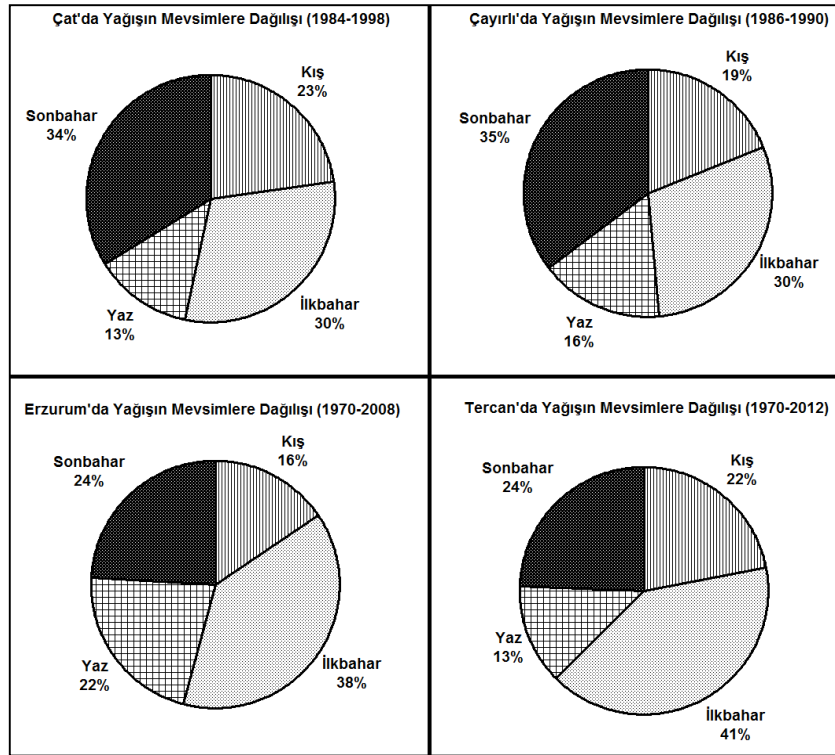 Çat'da Yağışın Mevsimlere Dağılışı (1984-1998)
Kış
23%
Sonbahar
34%
Yaz
13%
İlkbahar
30%
Çayırlı'da Yağışın Mevsimlere Dağılışı (1986-1990)
Kış
19%
Sonbahar
35%
İlkbahar
30%
Yaz
16%
Erzurum'da Yağışın Mevsimlere Dağılışı (1970-2008)
Kış
16%
Sonbahar
24%
Yaz
22%
İlkbahar
38%
Tercan'da Yağışın Mevsimlere Dağılışı (1970-2012)
Kış
22%
Sonbahar
24%
Yaz
13%
İlkbahar
41%